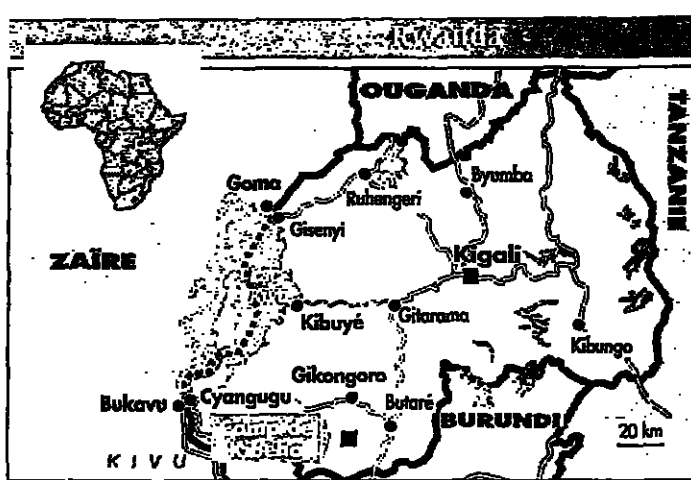 Rwanda
OUGANDA
TANZANIE
Byumba
Ruhengeri
Goma
Gisenyi
ZAÏRE
Kigali
Kibuyé
Gitarama
Kibungo
Gikongoro
Bukavu
Cyangugu
Butaré
BURUNDI
20 km
KIVU